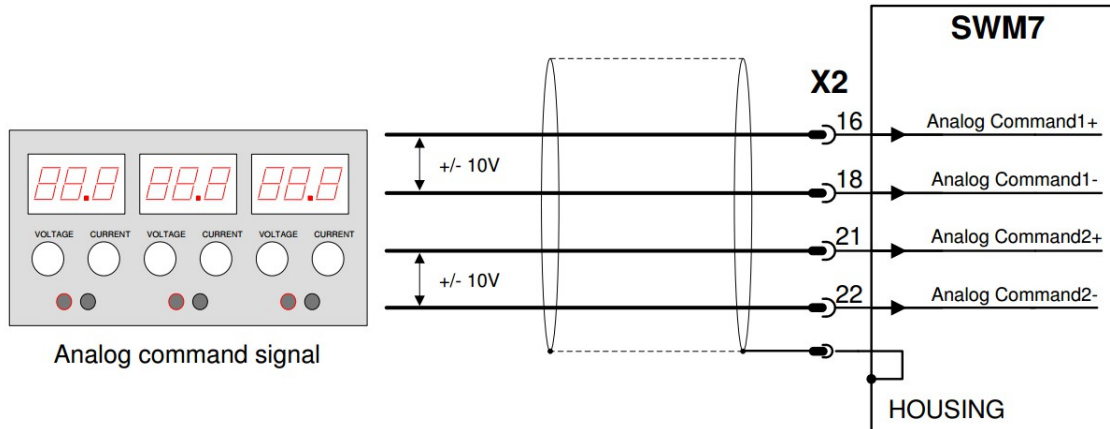 SWM7
X2
16
Analog Command1+
+/- 10V
18
Analog Command1-
88.8 88.8 88.8
21
Analog Command2+
VOLTAGE CURRENT VOLTAGE CURRENT VOLTAGE CURRENT
+/- 10V
22
Analog Command2-
Analog command signal
HOUSING